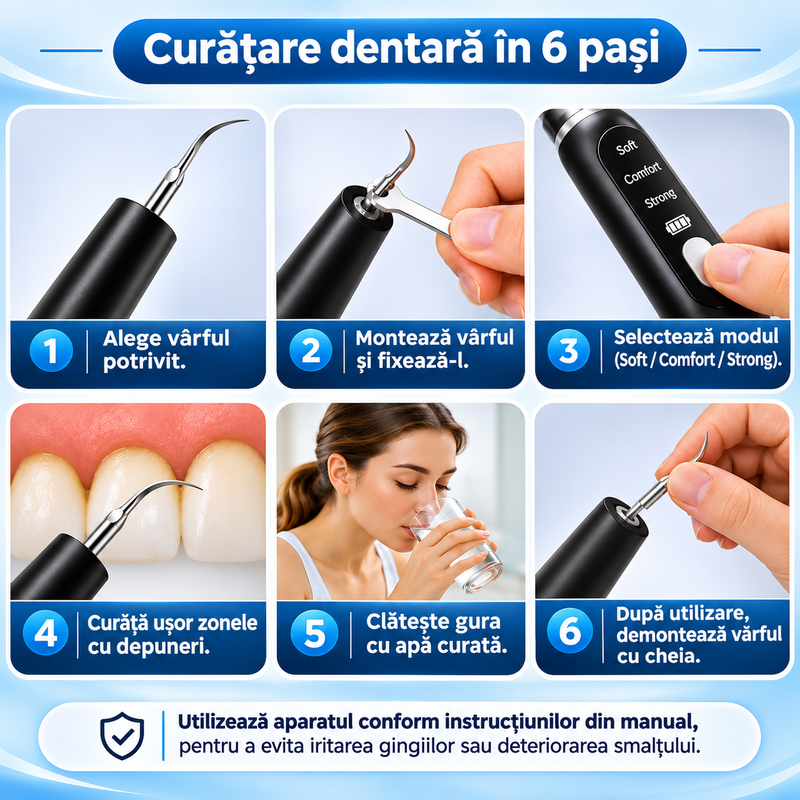 Curățare dentară în 6 pași
Soft
Comfort
Strong
1
Alege vârful
potrivit.
2
Montează vârful
și fixează-l.
3
Selectează modul
(Soft / Comfort / Strong).
4
Curăță ușor zonele
cu depuneri.
5
Clătește gura
cu apă curată.
6
După utilizare,
demontează vărful
cu cheia.
Utilizează aparatul conform instrucțiunilor din manual,
pentru a evita iritarea gingiilor sau deteriorarea smalțului.